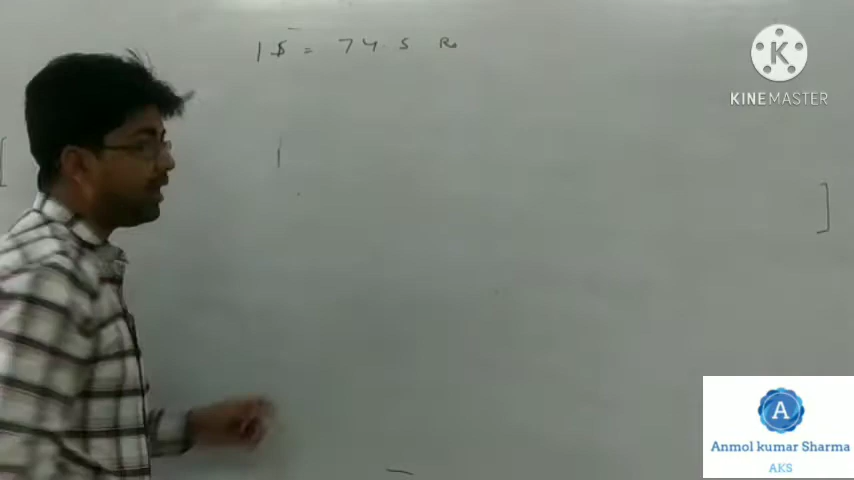 1 $ = 74.5 Rs
KINEMASTER
K
A
Anmol kumar Sharma
AKS